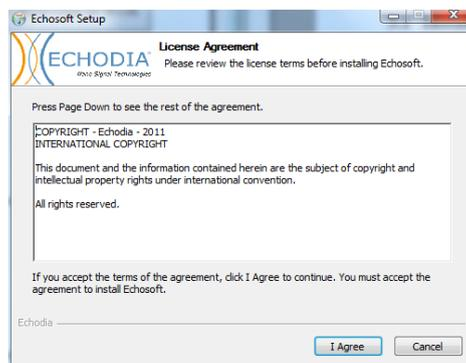 Echosoft Setup
ECHODIA
License Agreement
Please review the license terms before installing Echosoft.
Press Page Down to see the rest of the agreement.
COPYRIGHT - Echodia - 2011
INTERNATIONAL COPYRIGHT
This document and the information contained herein are the subject of copyright and
intellectual property rights under international convention.
All rights reserved.
If you accept the terms of the agreement, click I Agree to continue. You must accept the
agreement to install Echosoft.
Echodia
I Agree
Cancel